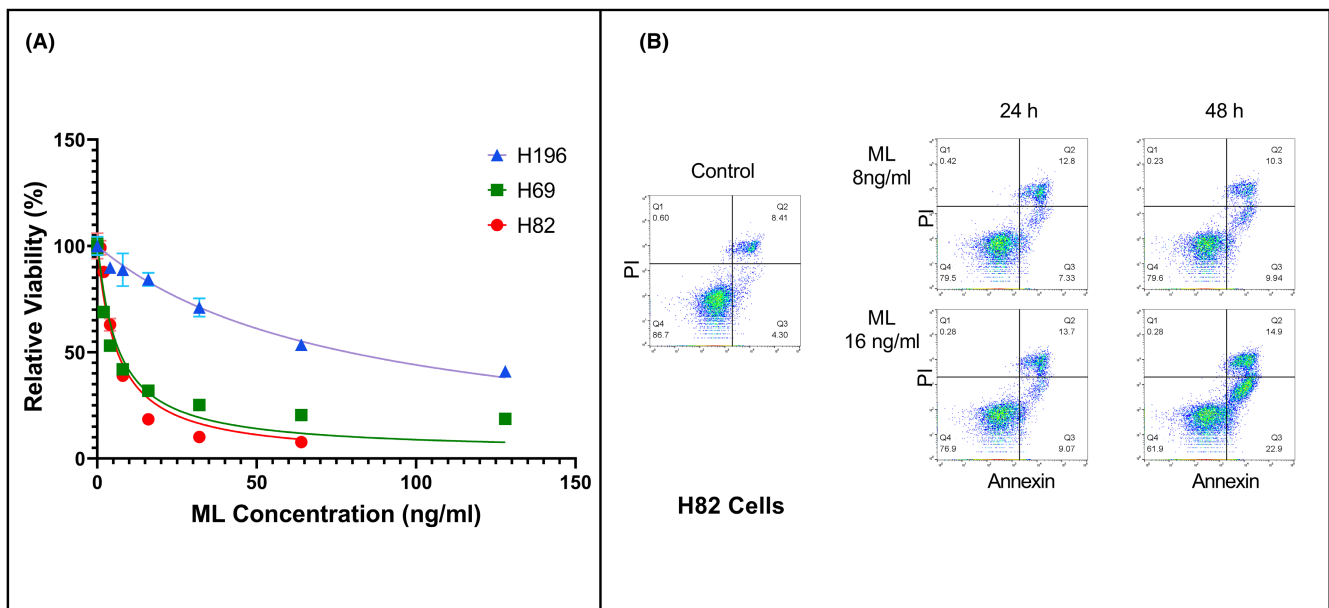 (A)
150
100
50
0
0
50
100
150
Relative Viability (%)
ML Concentration (ng/ml)
H196
H69
H82
(B)
24 h
48 h
Control
Q1
0.60
Q2
8.41
Q4
86.7
Q3
4.30
ML
8ng/ml
PI
Q1
0.42
Q2
12.8
Q4
79.5
Q3
7.33
Q1
0.23
Q2
10.3
Q4
79.6
Q3
9.94
ML
16 ng/ml
PI
Q1
0.28
Q2
13.7
Q4
76.9
Q3
9.07
Q1
0.28
Q2
14.9
Q4
61.9
Q3
22.9
PI
Annexin
Annexin
H82 Cells